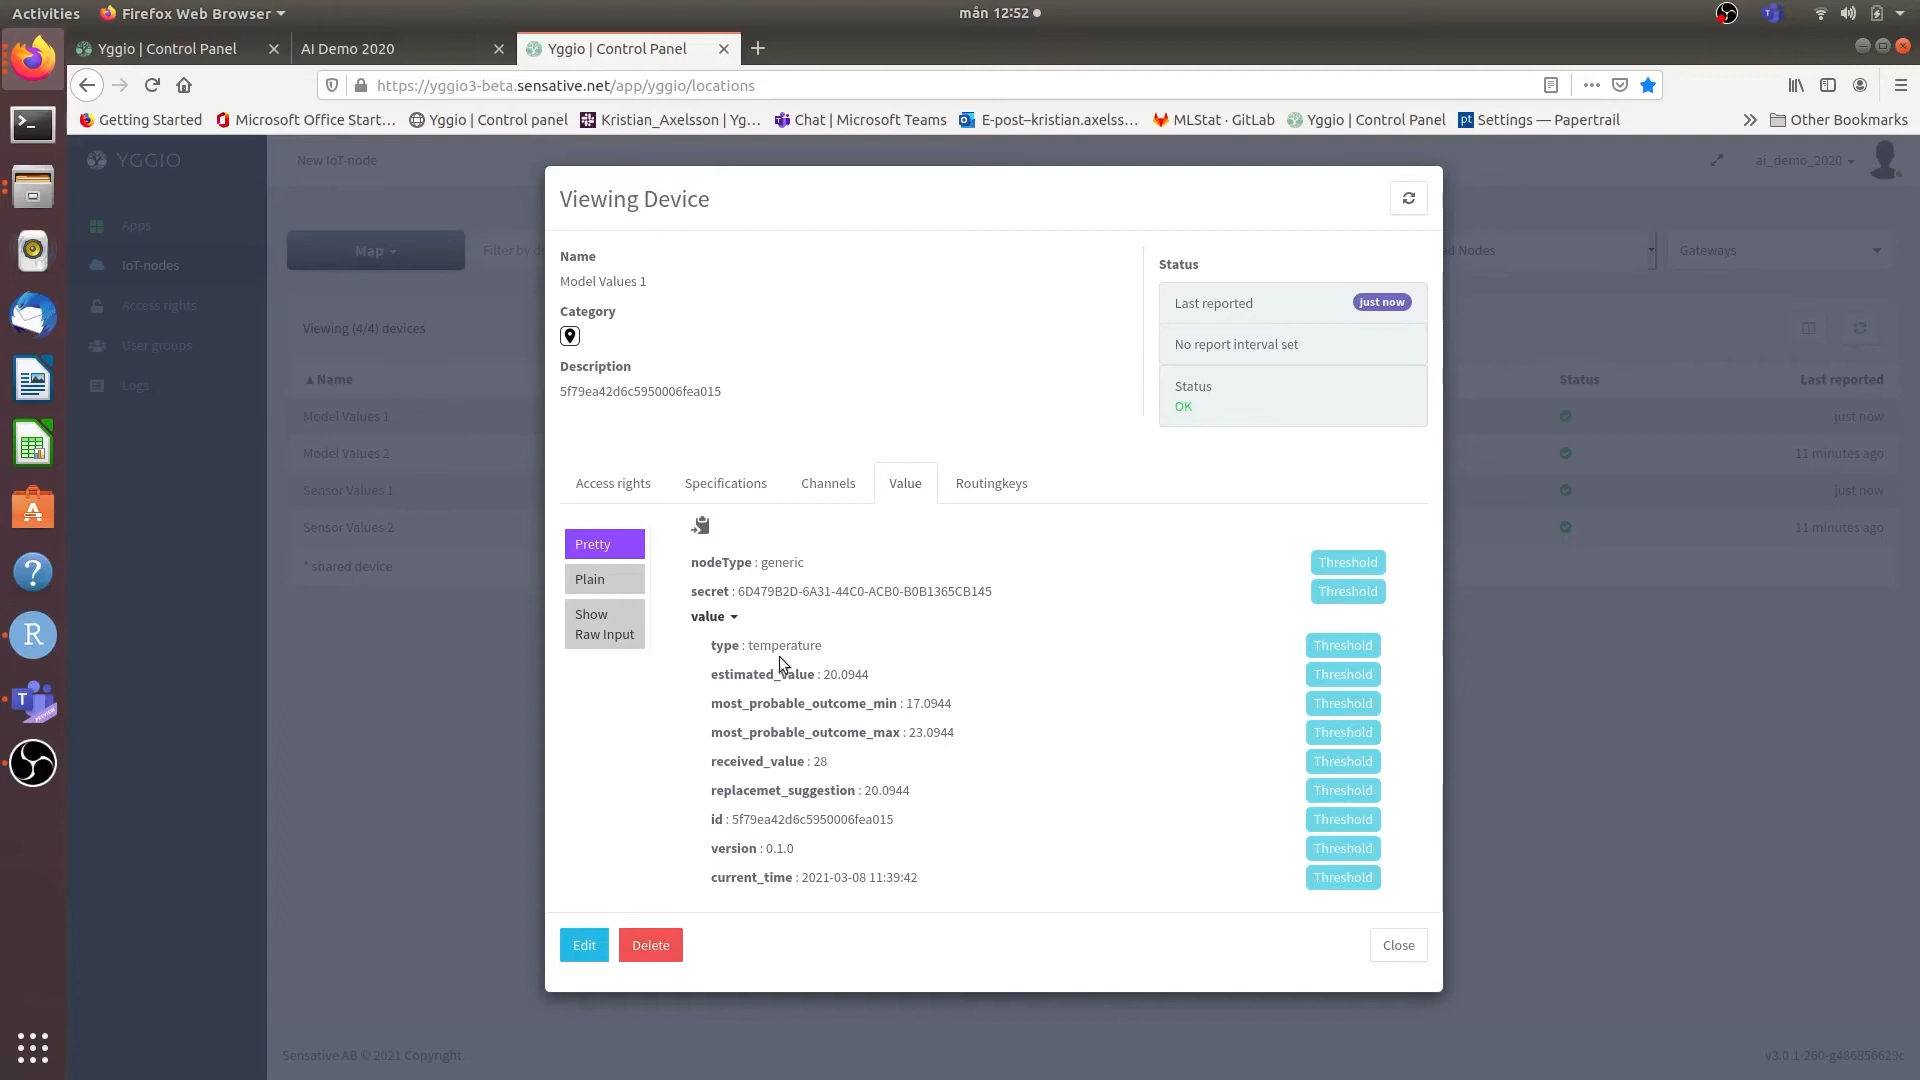 Activities
Firefox Web Browser
mån 12:52
Yggio | Control Panel
AI Demo 2020
Yggio | Control Panel
https://yggio3-beta.sensative.net/app/yggio/locations
Getting Started
Microsoft Office Start…
Yggio | Control panel
Kristian_Axelsson | Yg…
Chat | Microsoft Teams
E-post–kristian.axelss…
MLStat · GitLab
Yggio | Control Panel
Settings — Papertrail
Other Bookmarks
YGGIO
New IoT-node
ai_demo_2020
Apps
IoT-nodes
Access rights
User groups
Logs
Map
Filter by d
d Nodes
Gateways
Viewing (4/4) devices
Name
Status
Last reported
Model Values 1
just now
Model Values 2
11 minutes ago
Sensor Values 1
just now
Sensor Values 2
11 minutes ago
* shared device
Viewing Device
Name
Model Values 1
Category
Description
5f79ea42d6c5950006fea015
Status
Last reported
just now
No report interval set
Status
OK
Access rights
Specifications
Channels
Value
Routingkeys
Pretty
Plain
Show
Raw Input
nodeType : generic
Threshold
secret : 6D479B2D-6A31-44C0-ACB0-B0B1365CB145
Threshold
value
type : temperature
Threshold
estimated_value : 20.0944
Threshold
most_probable_outcome_min : 17.0944
Threshold
most_probable_outcome_max : 23.0944
Threshold
received_value : 28
Threshold
replacemet_suggestion : 20.0944
Threshold
id : 5f79ea42d6c5950006fea015
Threshold
version : 0.1.0
Threshold
current_time : 2021-03-08 11:39:42
Threshold
Edit
Delete
Close
Sensative AB © 2021 Copyright.
v3.0.1-260-g486856629c